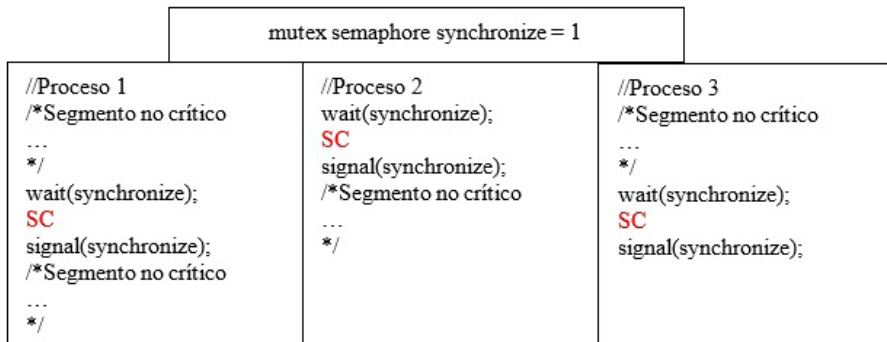 mutex semaphore synchronize = 1
//Proceso 1
/*Segmento no crítico
…
*/
wait(synchronize);
SC
signal(synchronize);
/*Segmento no crítico
…
*/
//Proceso 2
wait(synchronize);
SC
signal(synchronize);
/*Segmento no crítico
…
*/
//Proceso 3
/*Segmento no crítico
…
*/
wait(synchronize);
SC
signal(synchronize);